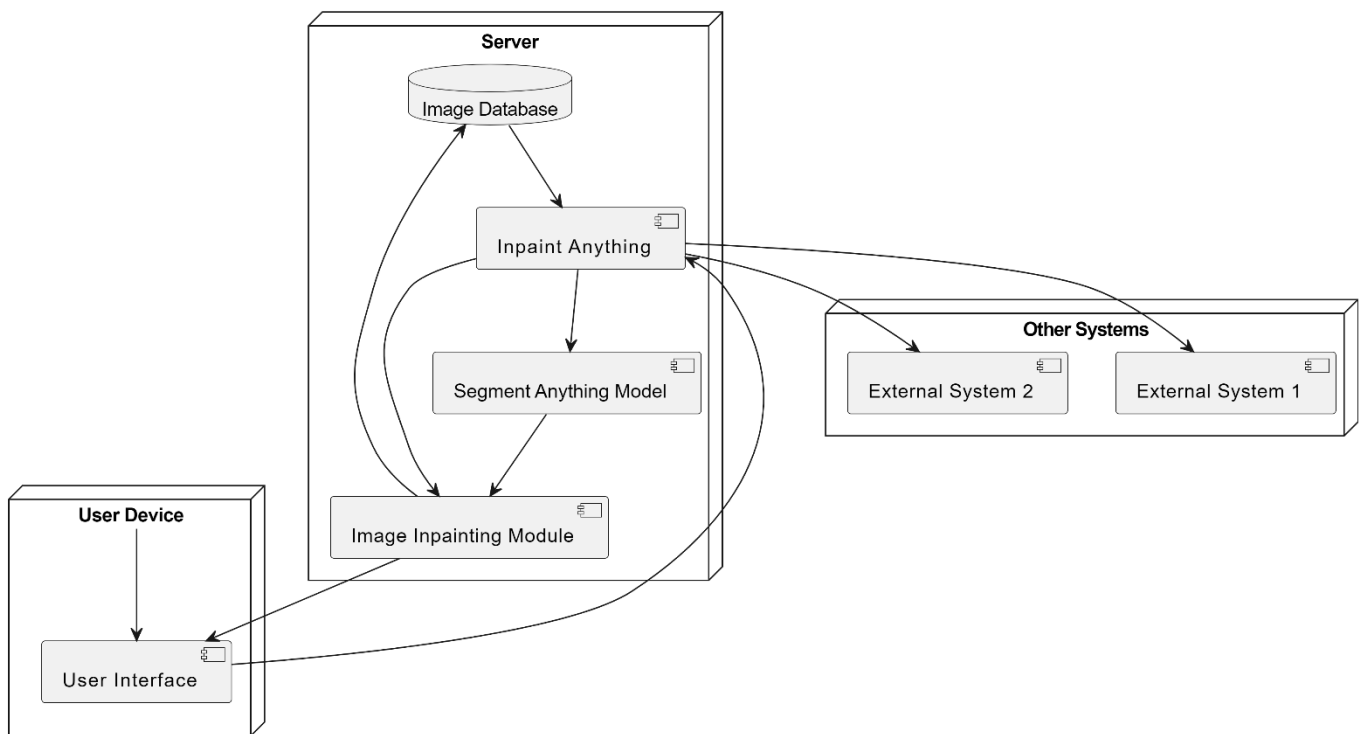 Server
Image Database
Inpaint Anything
Other Systems
External System 2
External System 1
Segment Anything Model
User Device
Image Inpainting Module
User Interface